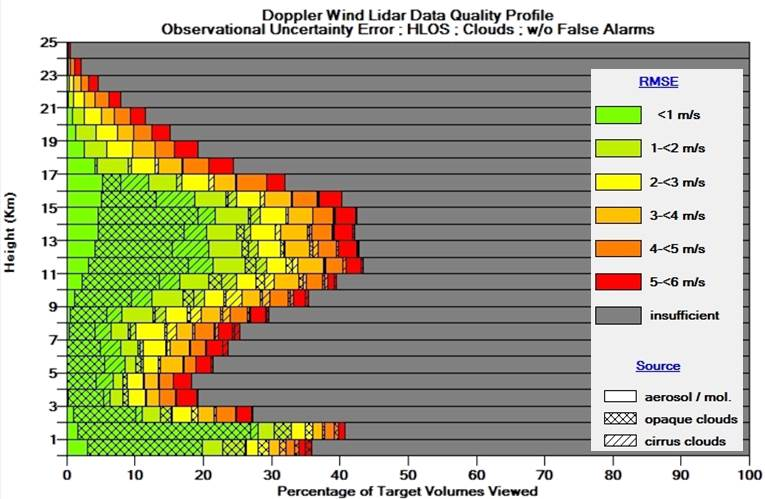 Doppler Wind Lidar Data Quality Profile
Observational Uncertainty Error ; HLOS ; Clouds ; w/o False Alarms
25
23
21
19
17
15
13
11
9
7
5
3
1
Height (Km)
RMSE
<1 m/s
1-<2 m/s
2-<3 m/s
3-<4 m/s
4-<5 m/s
5-<6 m/s
insufficient
Source
aerosol / mol.
opaque clouds
cirrus clouds
0 10 20 30 40 50 60 70 80 90 100
Percentage of Target Volumes Viewed